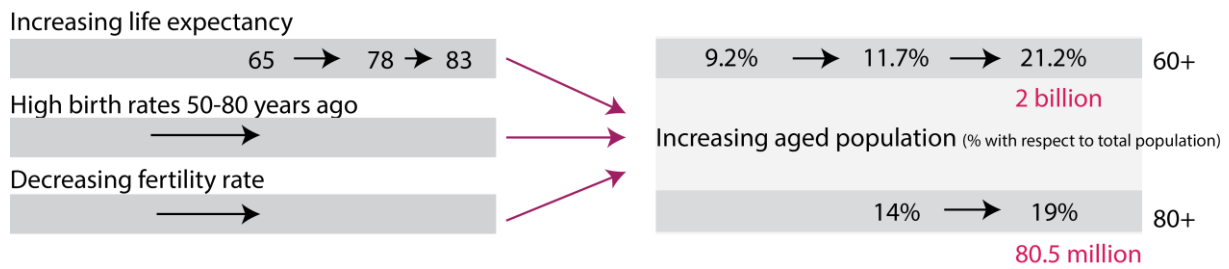 Increasing life expectancy
65 → 78 → 83
High birth rates 50-80 years ago
Decreasing fertility rate
9.2% → 11.7% → 21.2% 60+
2 billion
Increasing aged population (% with respect to total population)
14% → 19% 80+
80.5 million